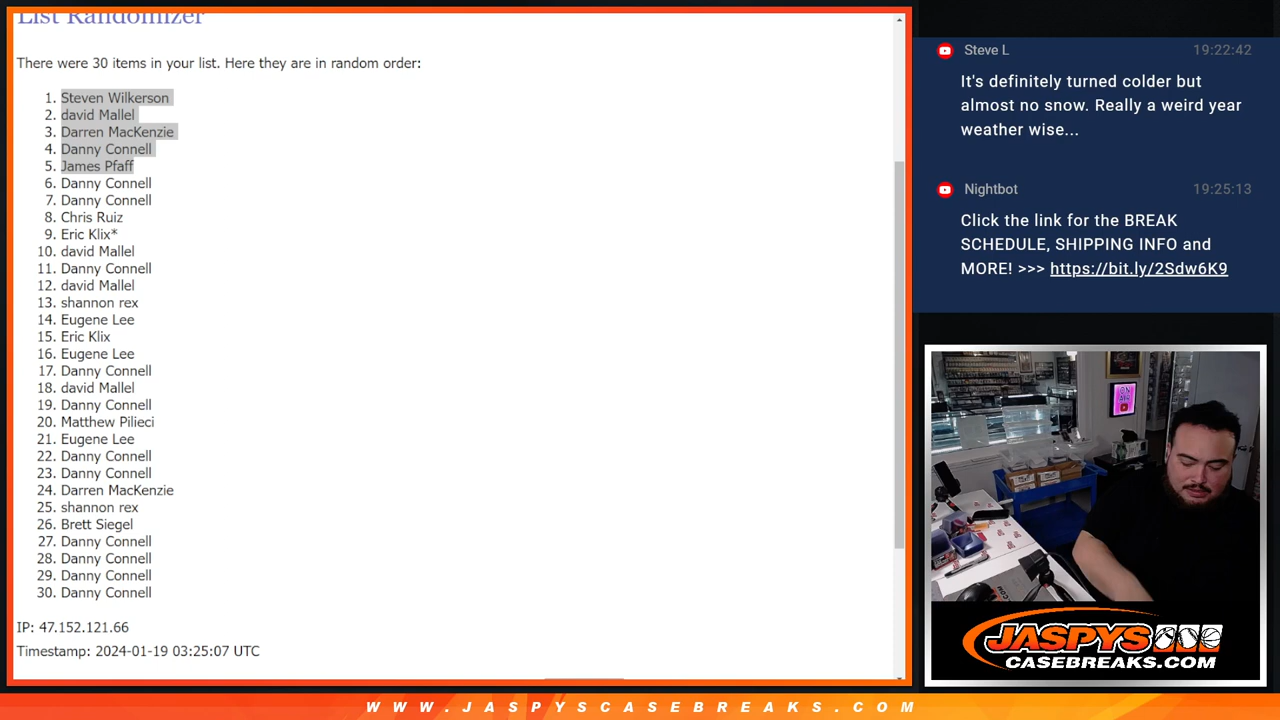 List Randomizer
There were 30 items in your list. Here they are in random order:
1. Steven Wilkerson
2. david Mallel
3. Darren MacKenzie
4. Danny Connell
5. James Pfaff
6. Danny Connell
7. Danny Connell
8. Chris Ruiz
9. Eric Klix*
10. david Mallel
11. Danny Connell
12. david Mallel
13. shannon rex
14. Eugene Lee
15. Eric Klix
16. Eugene Lee
17. Danny Connell
18. david Mallel
19. Danny Connell
20. Matthew Pilieci
21. Eugene Lee
22. Danny Connell
23. Danny Connell
24. Darren MacKenzie
25. shannon rex
26. Brett Siegel
27. Danny Connell
28. Danny Connell
29. Danny Connell
30. Danny Connell
IP: 47.152.121.66
Timestamp: 2024-01-19 03:25:07 UTC
Steve L 19:22:42
It's definitely turned colder but
almost no snow. Really a weird year
weather wise...
Nightbot 19:25:13
Click the link for the BREAK
SCHEDULE, SHIPPING INFO and
MORE! >>> https://bit.ly/2Sdw6K9
ON
AIR
JASPYS
CASEBREAKS.COM
WWW.JASPYSCASEBREAKS.COM